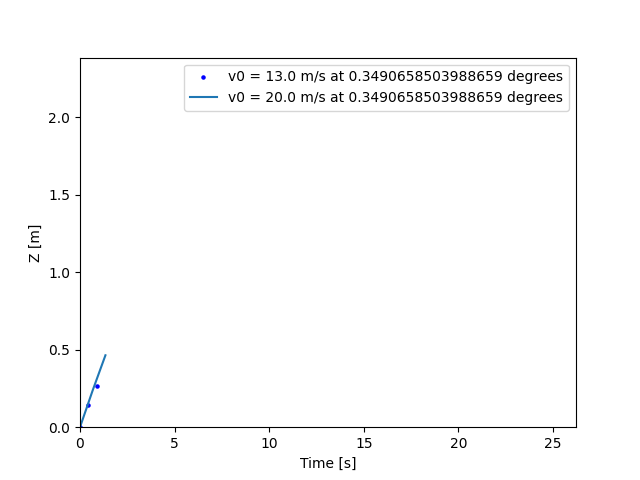 v0 = 13.0 m/s at 0.3490658503988659 degrees
v0 = 20.0 m/s at 0.3490658503988659 degrees
2.0
1.5
Z [m]
1.0
0.5
0.0
0 5 10 15 20 25
Time [s]